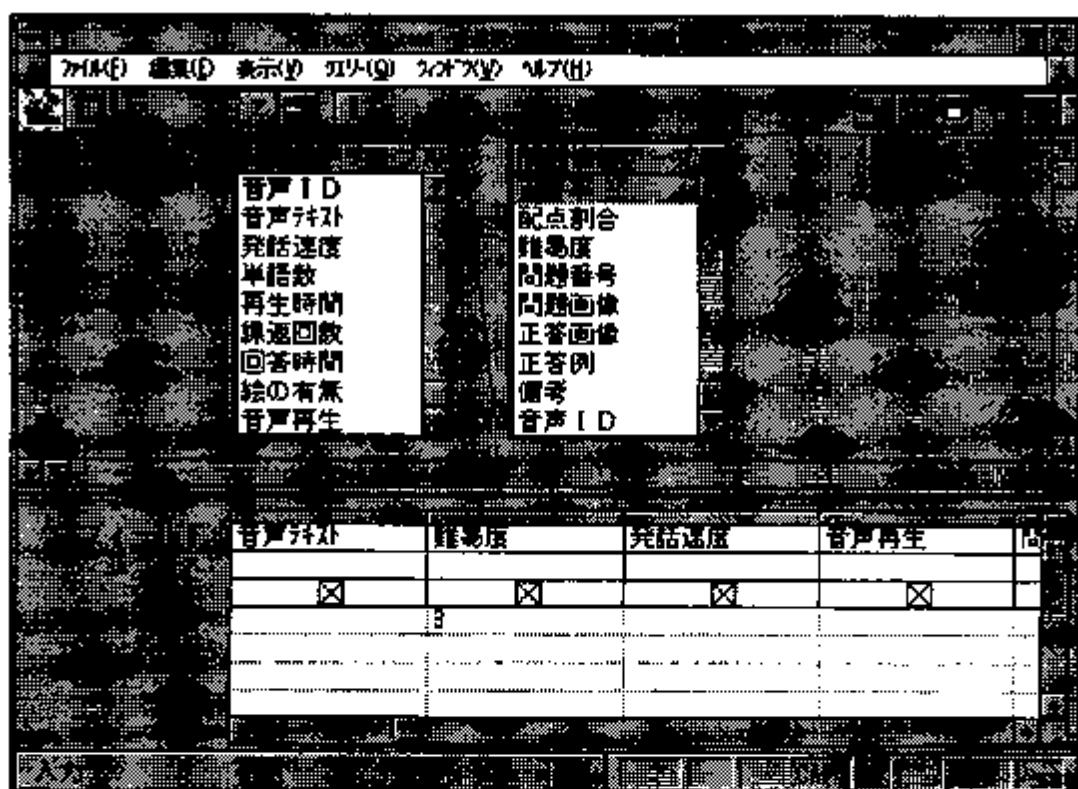 ファイル(F) 編集(E) 表示(V) クエリー(Q) ウィンドウ(W) ヘルプ(H)
音声ID
音声テキスト
発話速度
単語数
再生時間
繰返回数
回答時間
絵の有無
音声再生
配点割合
難易度
問題番号
問題画像
正答画像
正答例
備考
音声ID
音声テキスト 難易度 発話速度 音声再生 問
3
入力